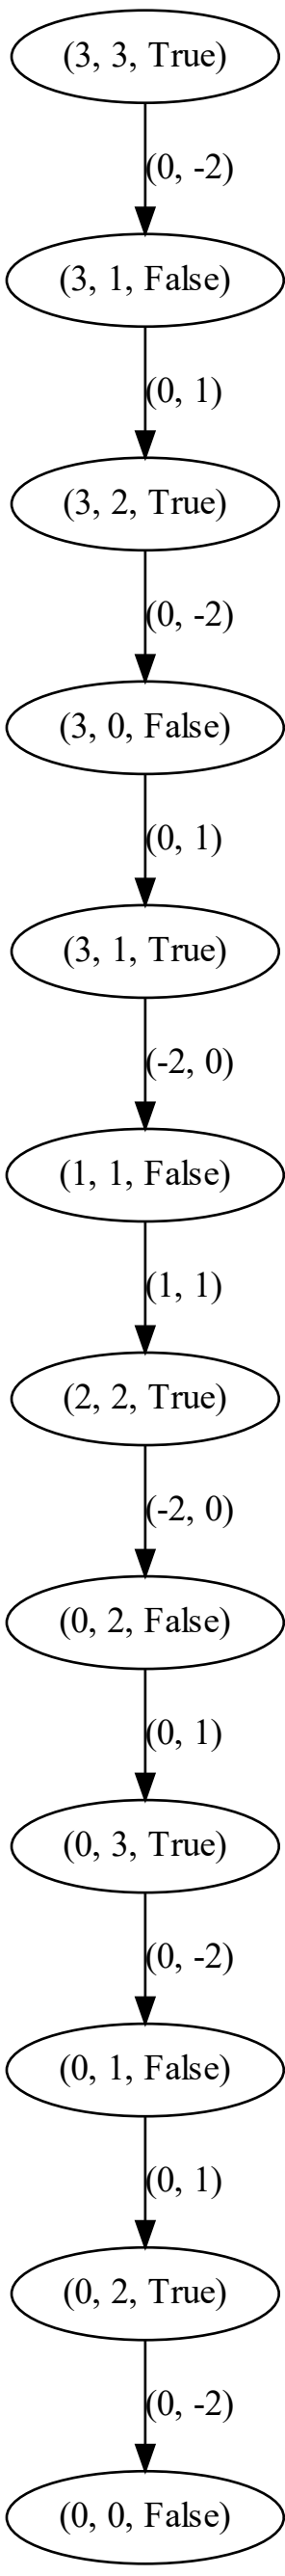 (3, 3, True)
(0, -2)
(3, 1, False)
(0, 1)
(3, 2, True)
(0, -2)
(3, 0, False)
(0, 1)
(3, 1, True)
(-2, 0)
(1, 1, False)
(1, 1)
(2, 2, True)
(-2, 0)
(0, 2, False)
(0, 1)
(0, 3, True)
(0, -2)
(0, 1, False)
(0, 1)
(0, 2, True)
(0, -2)
(0, 0, False)